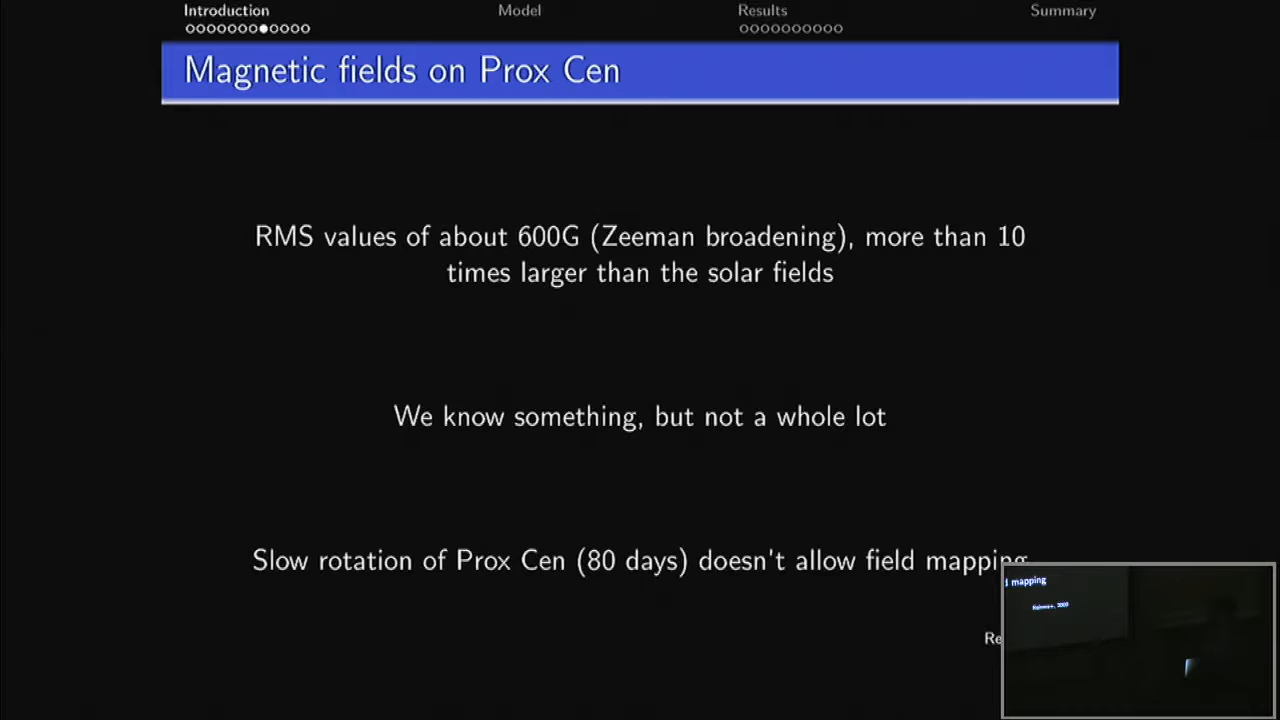 Introduction Model Results Summary
Magnetic fields on Prox Cen
RMS values of about 600G (Zeeman broadening), more than 10
times larger than the solar fields
We know something, but not a whole lot
Slow rotation of Prox Cen (80 days) doesn't allow field mapping
Re
d mapping